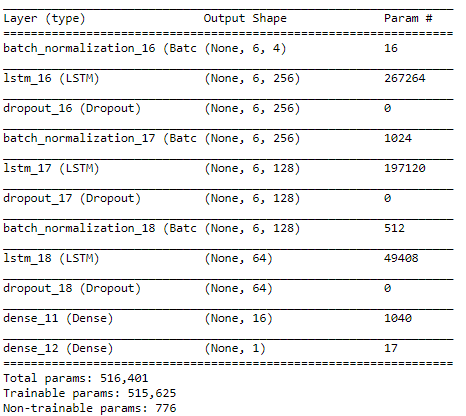 Layer (type) Output Shape Param #
batch_normalization_16 (Batc (None, 6, 4) 16
lstm_16 (LSTM) (None, 6, 256) 267264
dropout_16 (Dropout) (None, 6, 256) 0
batch_normalization_17 (Batc (None, 6, 256) 1024
lstm_17 (LSTM) (None, 6, 128) 197120
dropout_17 (Dropout) (None, 6, 128) 0
batch_normalization_18 (Batc (None, 6, 128) 512
lstm_18 (LSTM) (None, 64) 49408
dropout_18 (Dropout) (None, 64) 0
dense_11 (Dense) (None, 16) 1040
dense_12 (Dense) (None, 1) 17
Total params: 516,401
Trainable params: 515,625
Non-trainable params: 776